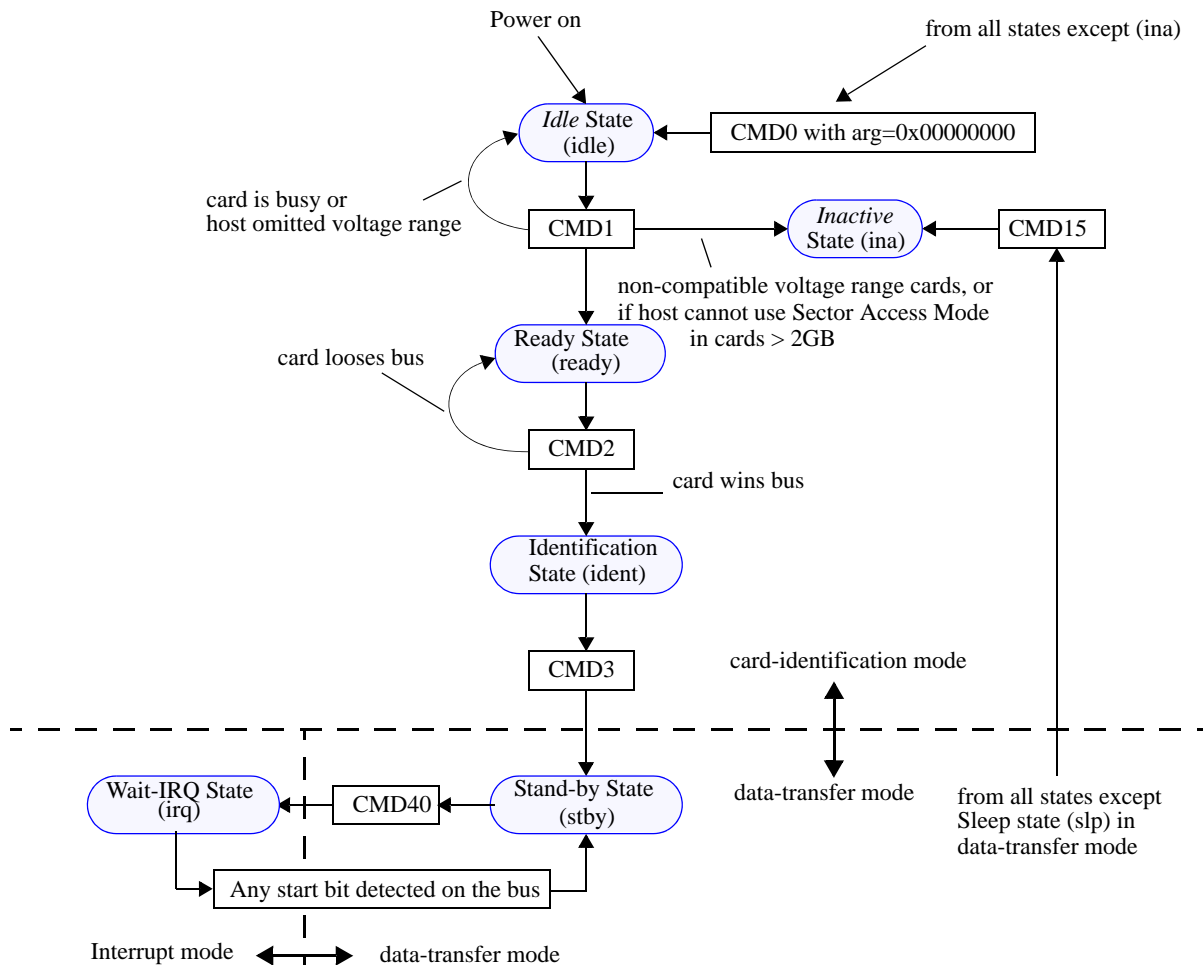 Power on
from all states except (ina)
Idle State
(idle)
CMD0 with arg=0x00000000
card is busy or
host omitted voltage range
CMD1
Inactive
State (ina)
CMD15
non-compatible voltage range cards, or
if host cannot use Sector Access Mode
in cards > 2GB
Ready State
(ready)
card looses bus
CMD2
card wins bus
Identification
State (ident)
CMD3
card-identification mode
data-transfer mode
Wait-IRQ State
(irq)
CMD40
Stand-by State
(stby)
from all states except
Sleep state (slp) in
data-transfer mode
Any start bit detected on the bus
Interrupt mode
data-transfer mode